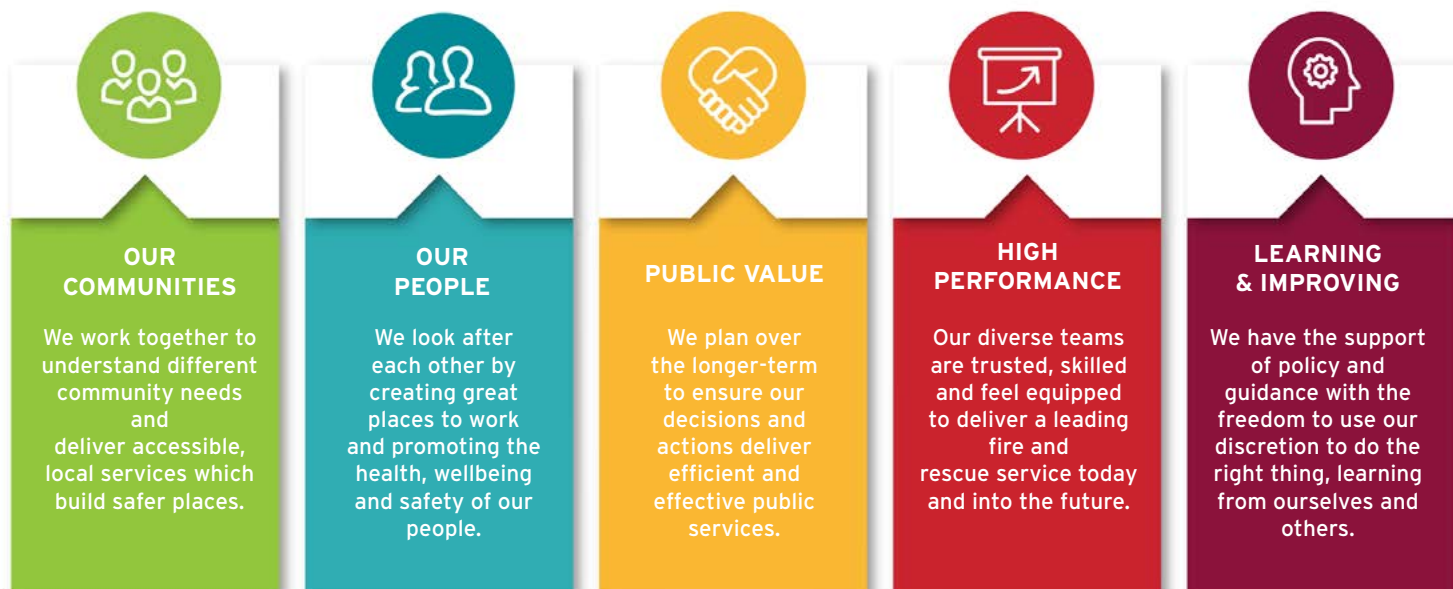 OUR
COMMUNITIES
We work together to
understand different
community needs
and
deliver accessible,
local services which
build safer places.
OUR
PEOPLE
We look after
each other by
creating great
places to work
and promoting the
health, wellbeing
and safety of our
people.
PUBLIC VALUE
We plan over
the longer-term
to ensure our
decisions and
actions deliver
efficient and
effective public
services.
HIGH
PERFORMANCE
Our diverse teams
are trusted, skilled
and feel equipped
to deliver a leading
fire and
rescue service today
and into the future.
LEARNING
& IMPROVING
We have the support
of policy and
guidance with the
freedom to use our
discretion to do the
right thing, learning
from ourselves and
others.